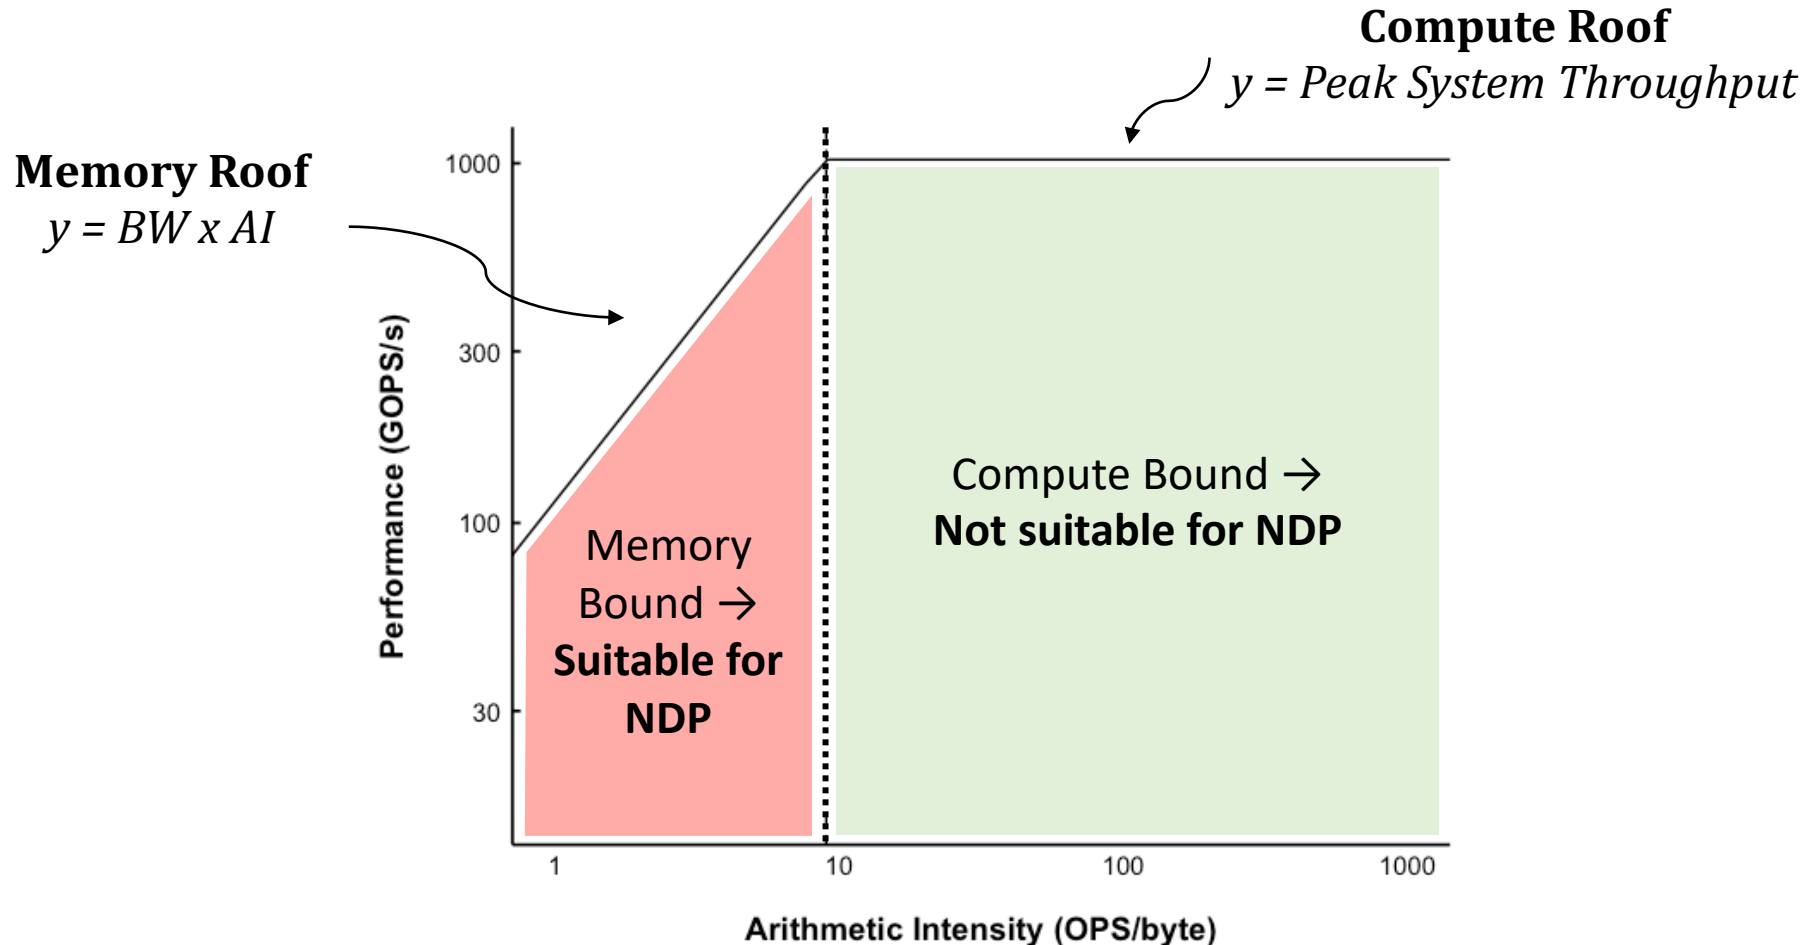 Compute Roof
y = Peak System Throughput
Memory Roof
y = BW x AI
1000
300
100
30
Performance (GOPS/s)
Memory
Bound →
Suitable for
NDP
Compute Bound →
Not suitable for NDP
1
10
100
1000
Arithmetic Intensity (OPS/byte)